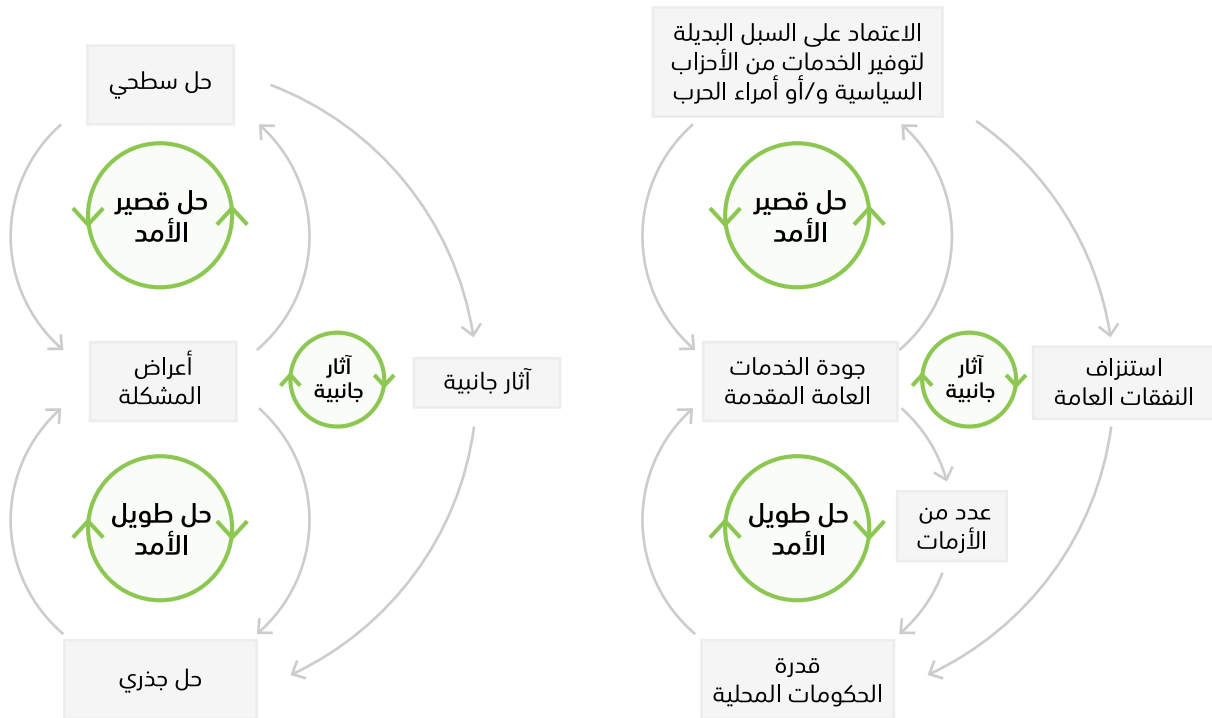 الاعتماد على السبل البديلة
لتوفير الخدمات من الأحزاب
السياسية و/أو أمراء الحرب
حل قصير
الأمد
جودة الخدمات
العامة المقدمة
آثار
جانبية
استنزاف
النفقات العامة
حل طويل
الأمد
عدد من
الأزمات
قدرة
الحكومات المحلية
حل سطحي
حل قصير
الأمد
أعراض
المشكلة
آثار
جانبية
آثار جانبية
حل طويل
الأمد
حل جذري